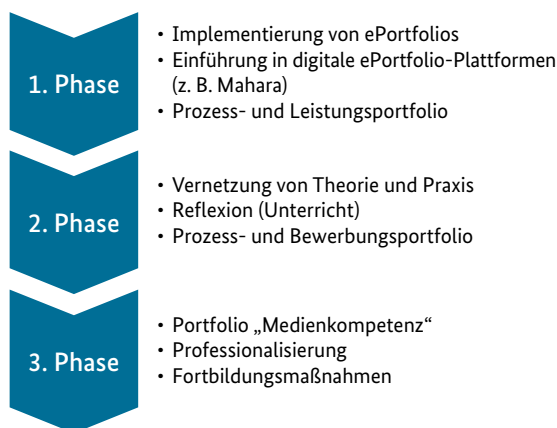 1. Phase
• Implementierung von ePortfolios
• Einführung in digitale ePortfolio-Plattformen
(z. B. Mahara)
• Prozess- und Leistungsportfolio
2. Phase
• Vernetzung von Theorie und Praxis
• Reflexion (Unterricht)
• Prozess- und Bewerbungsportfolio
3. Phase
• Portfolio „Medienkompetenz“
• Professionalisierung
• Fortbildungsmaßnahmen